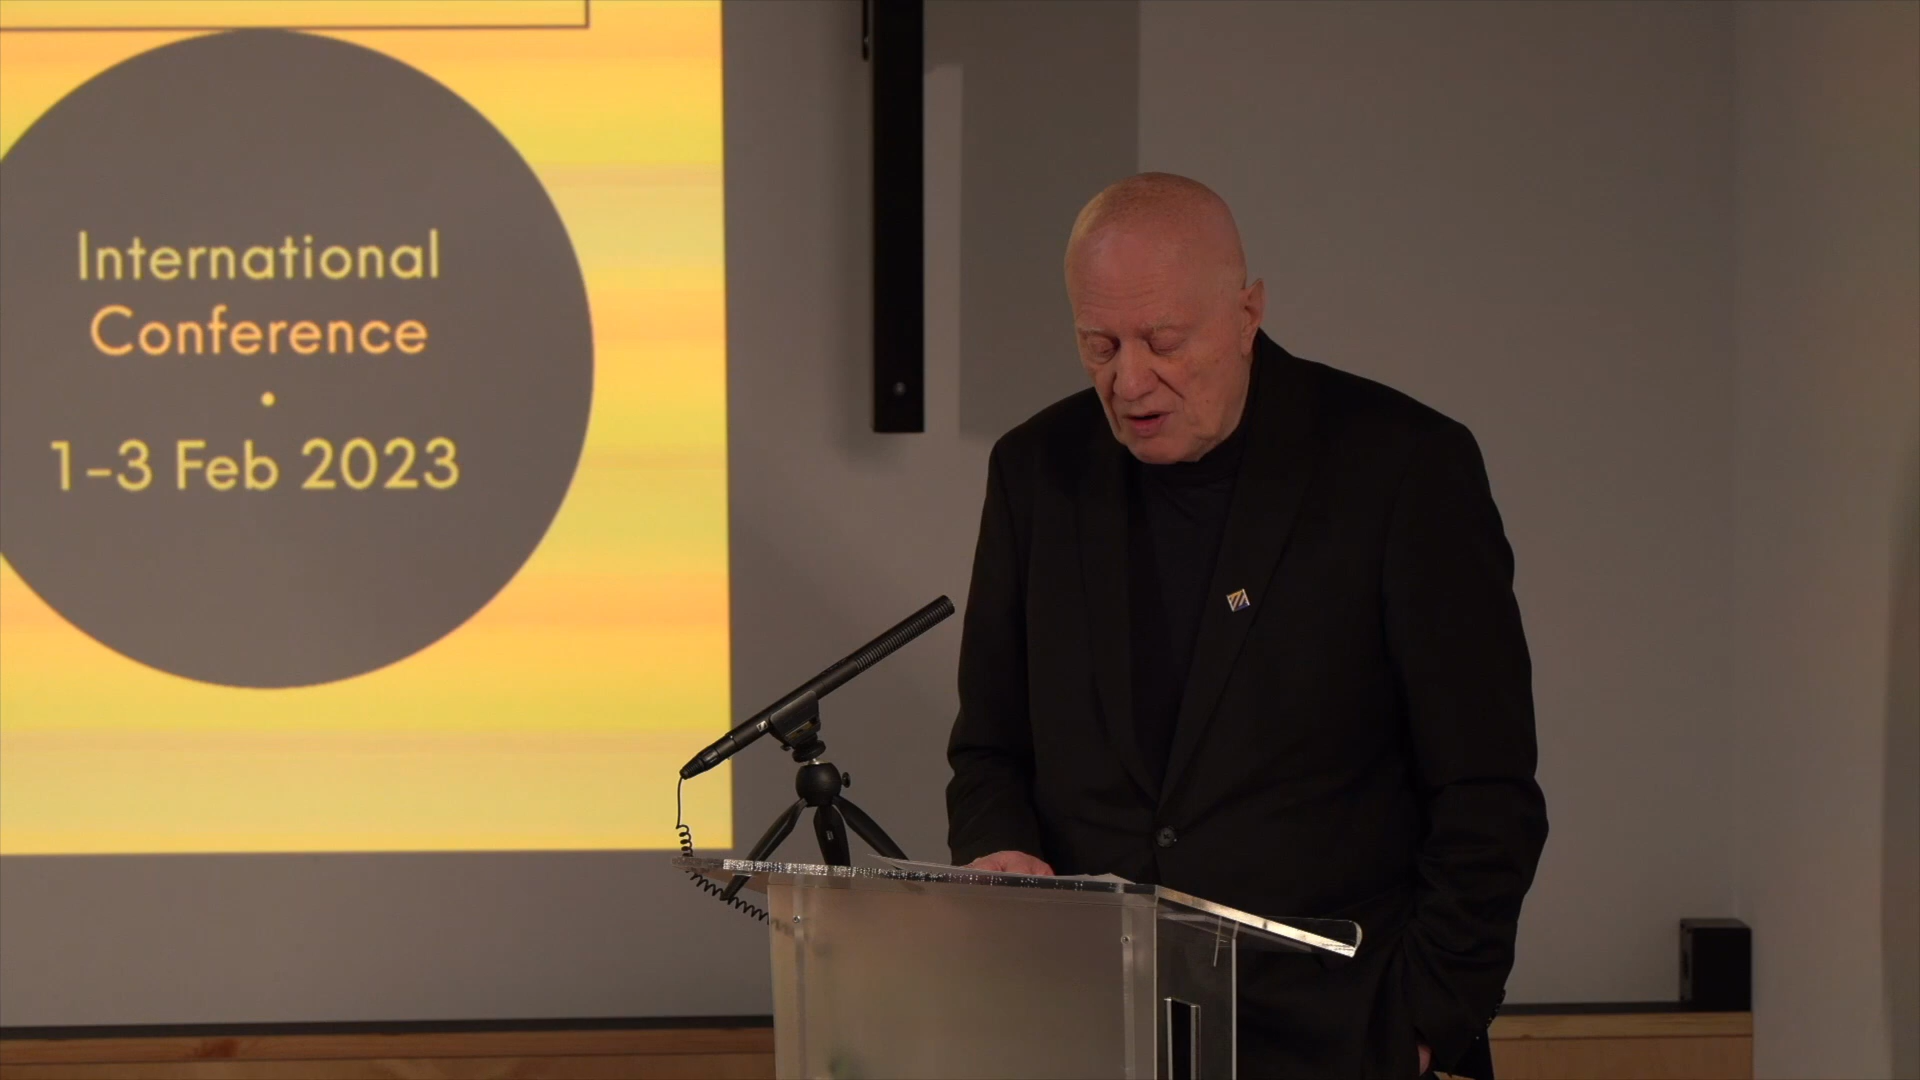 International
Conference
•
1-3 Feb 2023